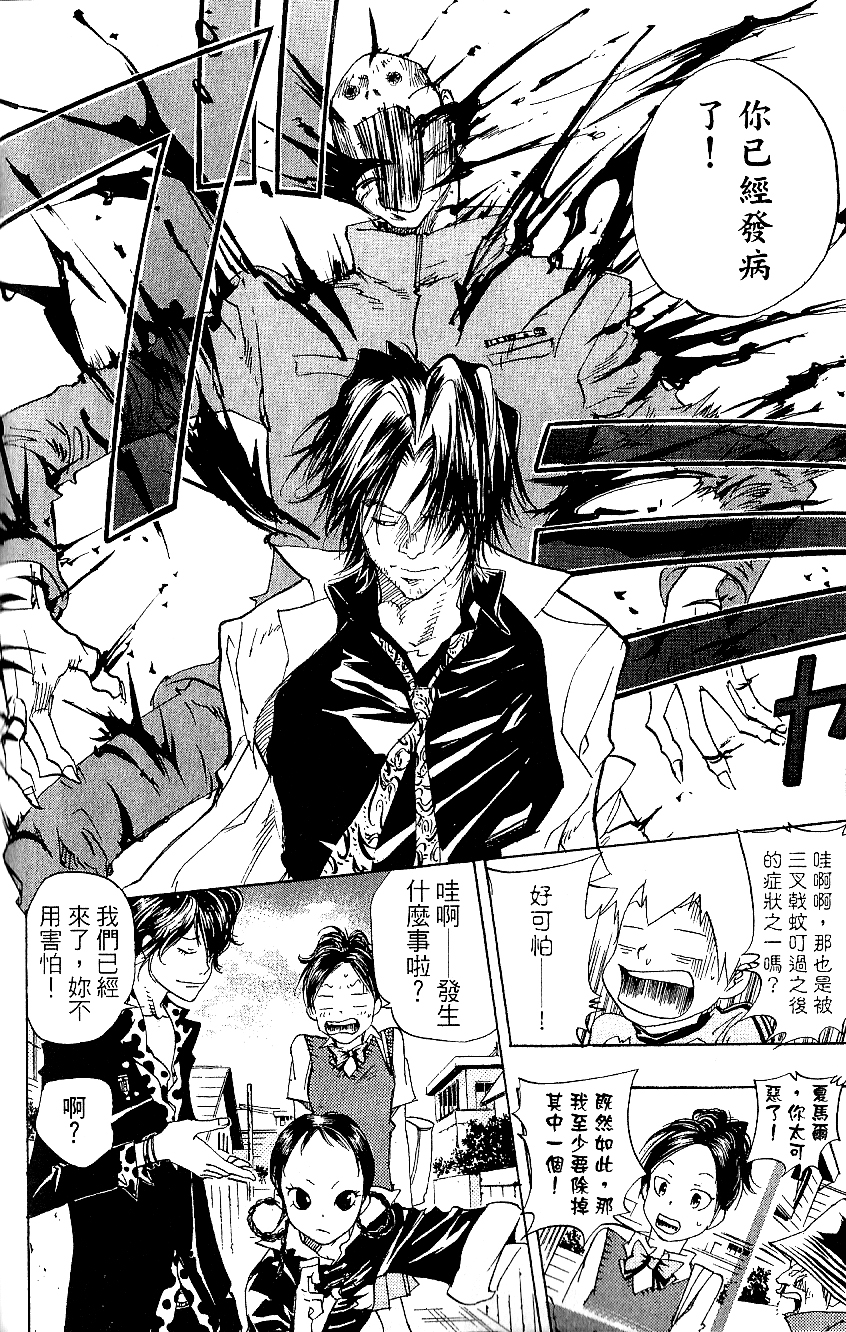 你已經發病
了！
哇啊啊，那也是被
三叉戟蚊叮過之後
的症狀之一嗎？
好可怕——！
夏馬爾
，你太可
惡了！
既然如此，那
我至少要除掉
其中一個！
哇啊——發生
什麼事啦？
我們已經
來了，妳不
用害怕！
啊？